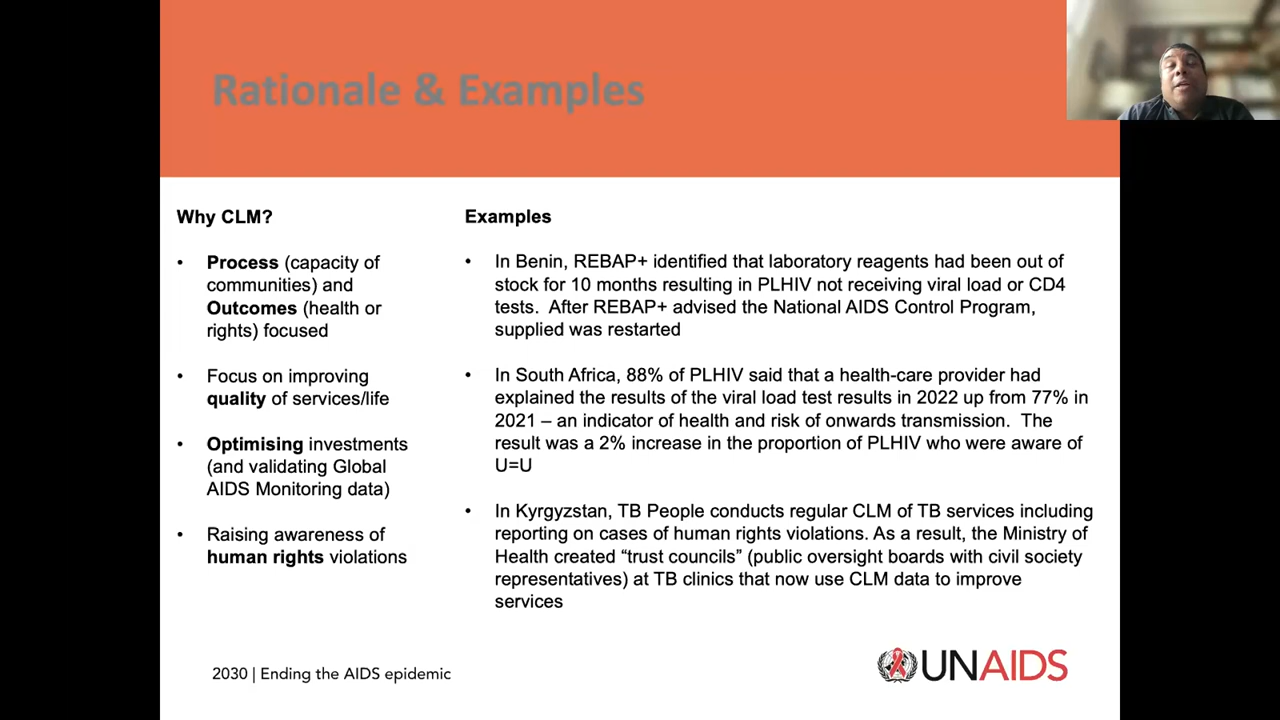 Rationale & Examples
Why CLM?
• Process (capacity of
communities) and
Outcomes (health or
rights) focused
• Focus on improving
quality of services/life
• Optimising investments
(and validating Global
AIDS Monitoring data)
• Raising awareness of
human rights violations
Examples
• In Benin, REBAP+ identified that laboratory reagents had been out of
stock for 10 months resulting in PLHIV not receiving viral load or CD4
tests.  After REBAP+ advised the National AIDS Control Program,
supplied was restarted
• In South Africa, 88% of PLHIV said that a health-care provider had
explained the results of the viral load test results in 2022 up from 77% in
2021 – an indicator of health and risk of onwards transmission.  The
result was a 2% increase in the proportion of PLHIV who were aware of
U=U
• In Kyrgyzstan, TB People conducts regular CLM of TB services including
reporting on cases of human rights violations. As a result, the Ministry of
Health created “trust councils” (public oversight boards with civil society
representatives) at TB clinics that now use CLM data to improve
services
2030 | Ending the AIDS epidemic
UNAIDS